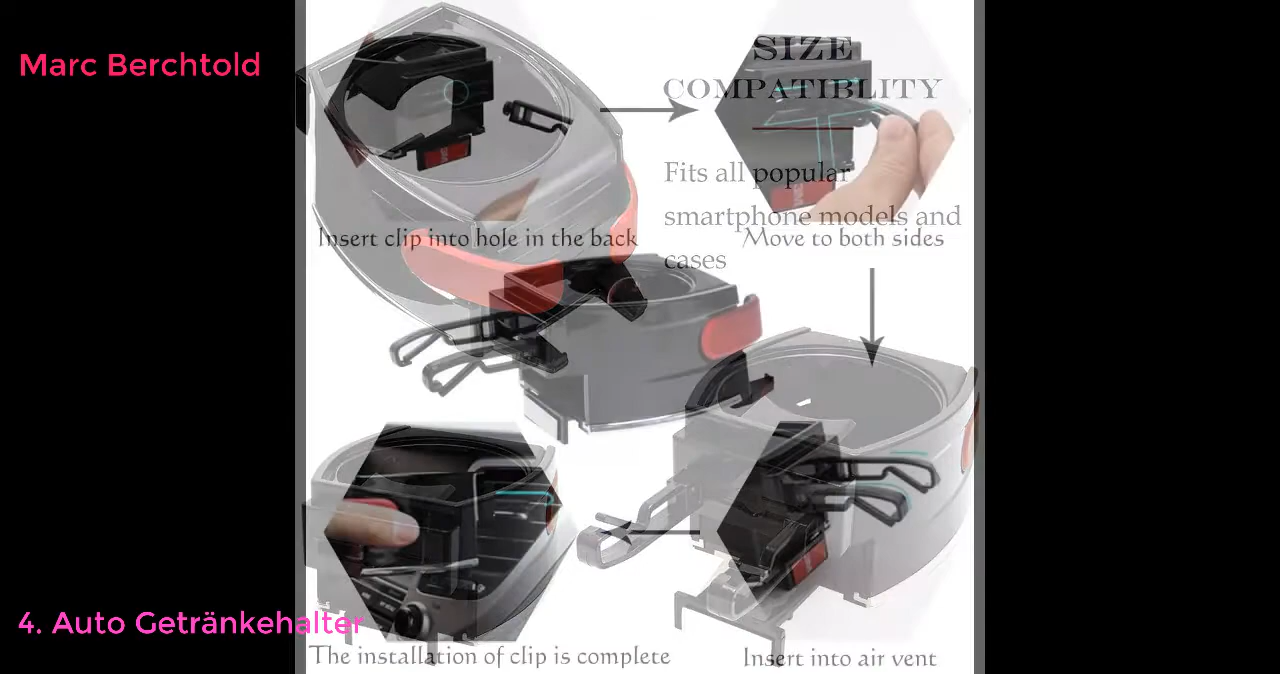 Marc Berchtold
SIZE
COMPATIBLITY
Fits all popular
smartphone models and
cases
Insert clip into hole in the back
Move to both sides
4. Auto Getränkehalter
The installation of clip is complete
Insert into air vent